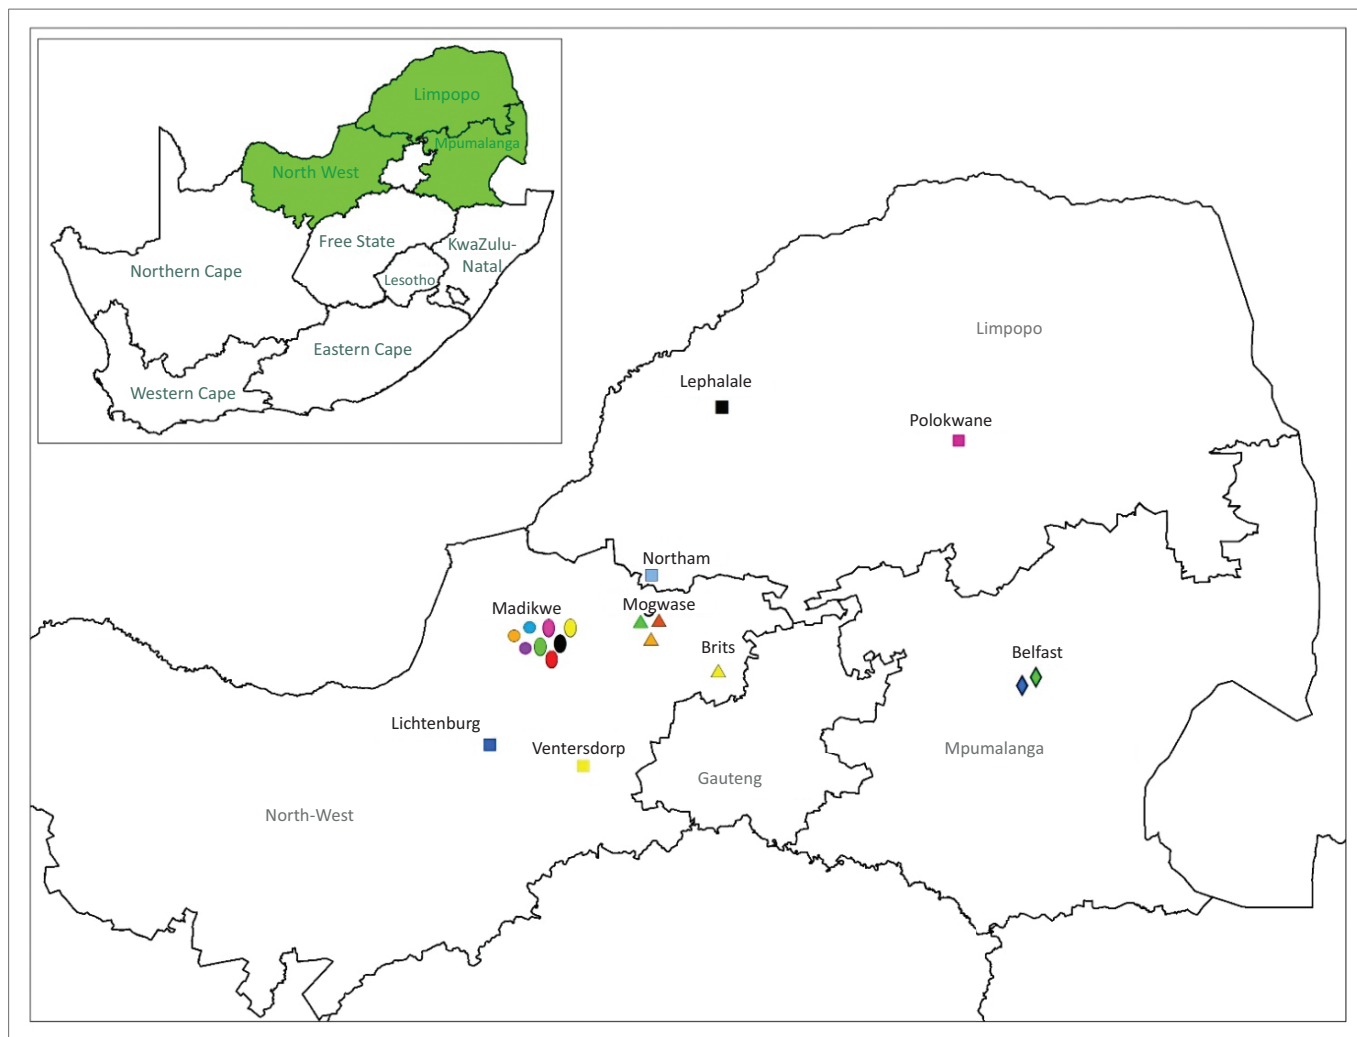 Limpopo
Mpumalanga
North West
Free State
KwaZulu-
Natal
Northern Cape
Lesotho
Eastern Cape
Western Cape
Limpopo
Lephalale
Polokwane
Northam
Madikwe
Mogwase
Brits
Belfast
Lichtenburg
Ventersdorp
Mpumalanga
Gauteng
North-West